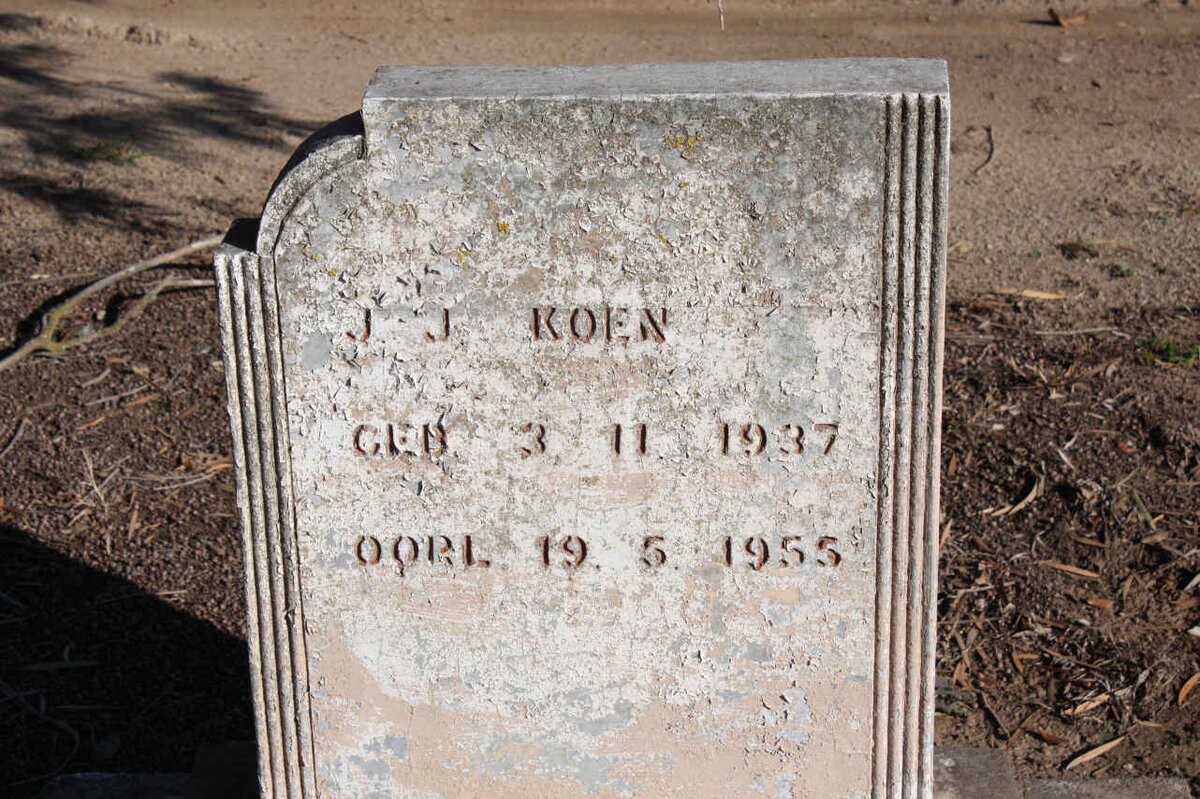 J J KOEN
GEB 3 11 1937
OORL 19. 5. 1955